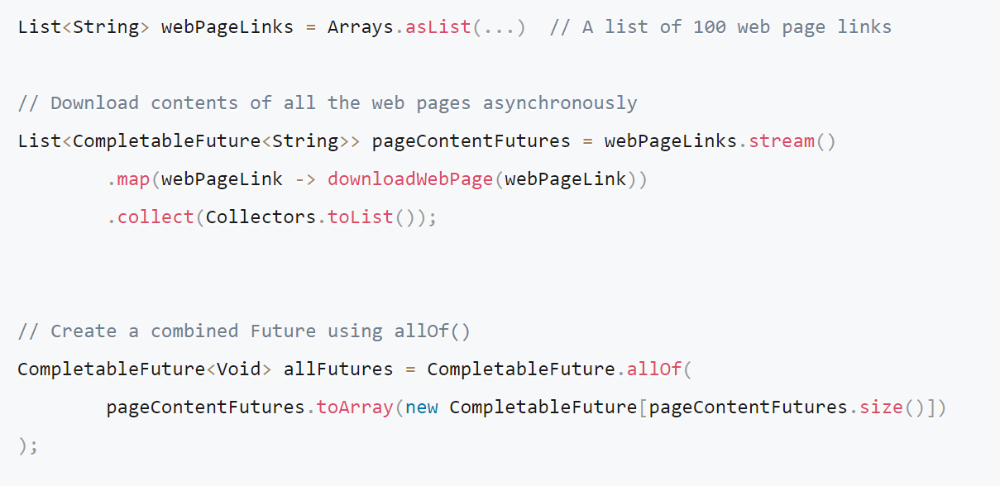 List<String> webPageLinks = Arrays.asList(...)  // A list of 100 web page links
// Download contents of all the web pages asynchronously
List<CompletableFuture<String>> pageContentFutures = webPageLinks.stream()
        .map(webPageLink -> downloadWebPage(webPageLink))
        .collect(Collectors.toList());
// Create a combined Future using allOf()
CompletableFuture<Void> allFutures = CompletableFuture.allOf(
        pageContentFutures.toArray(new CompletableFuture[pageContentFutures.size()])
);